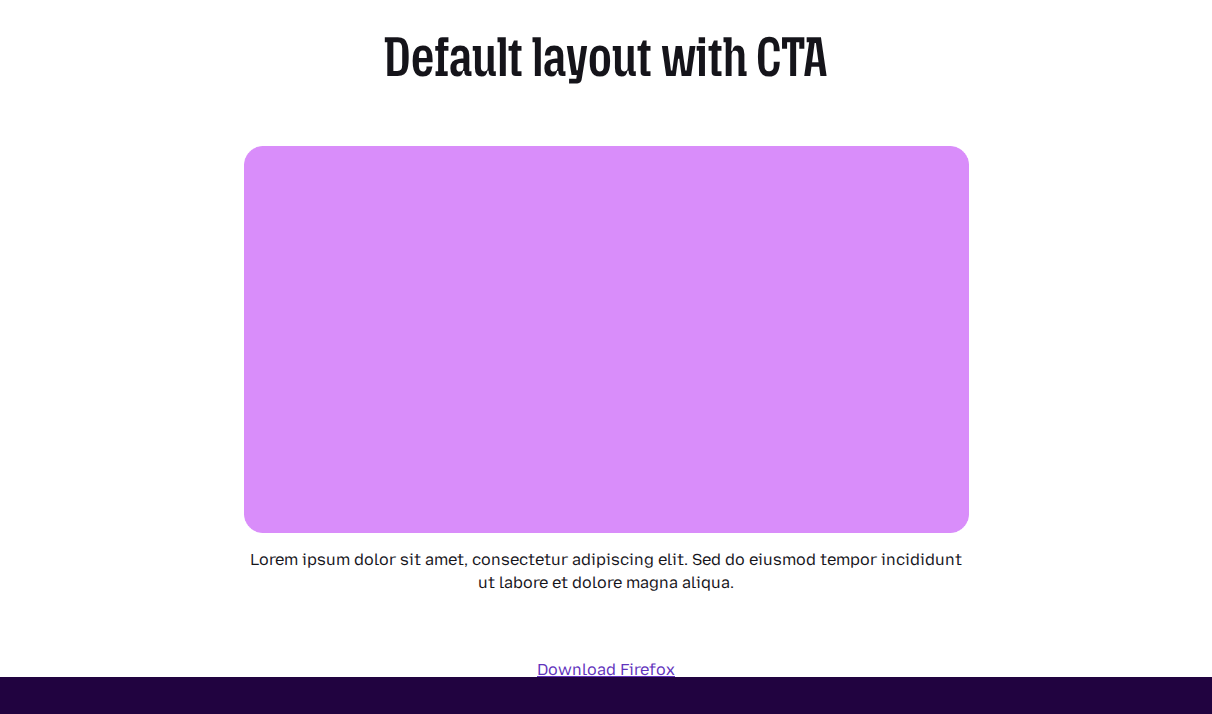 Default layout with CTA
Lorem ipsum dolor sit amet, consectetur adipiscing elit. Sed do eiusmod tempor incididunt
ut labore et dolore magna aliqua.
Download Firefox